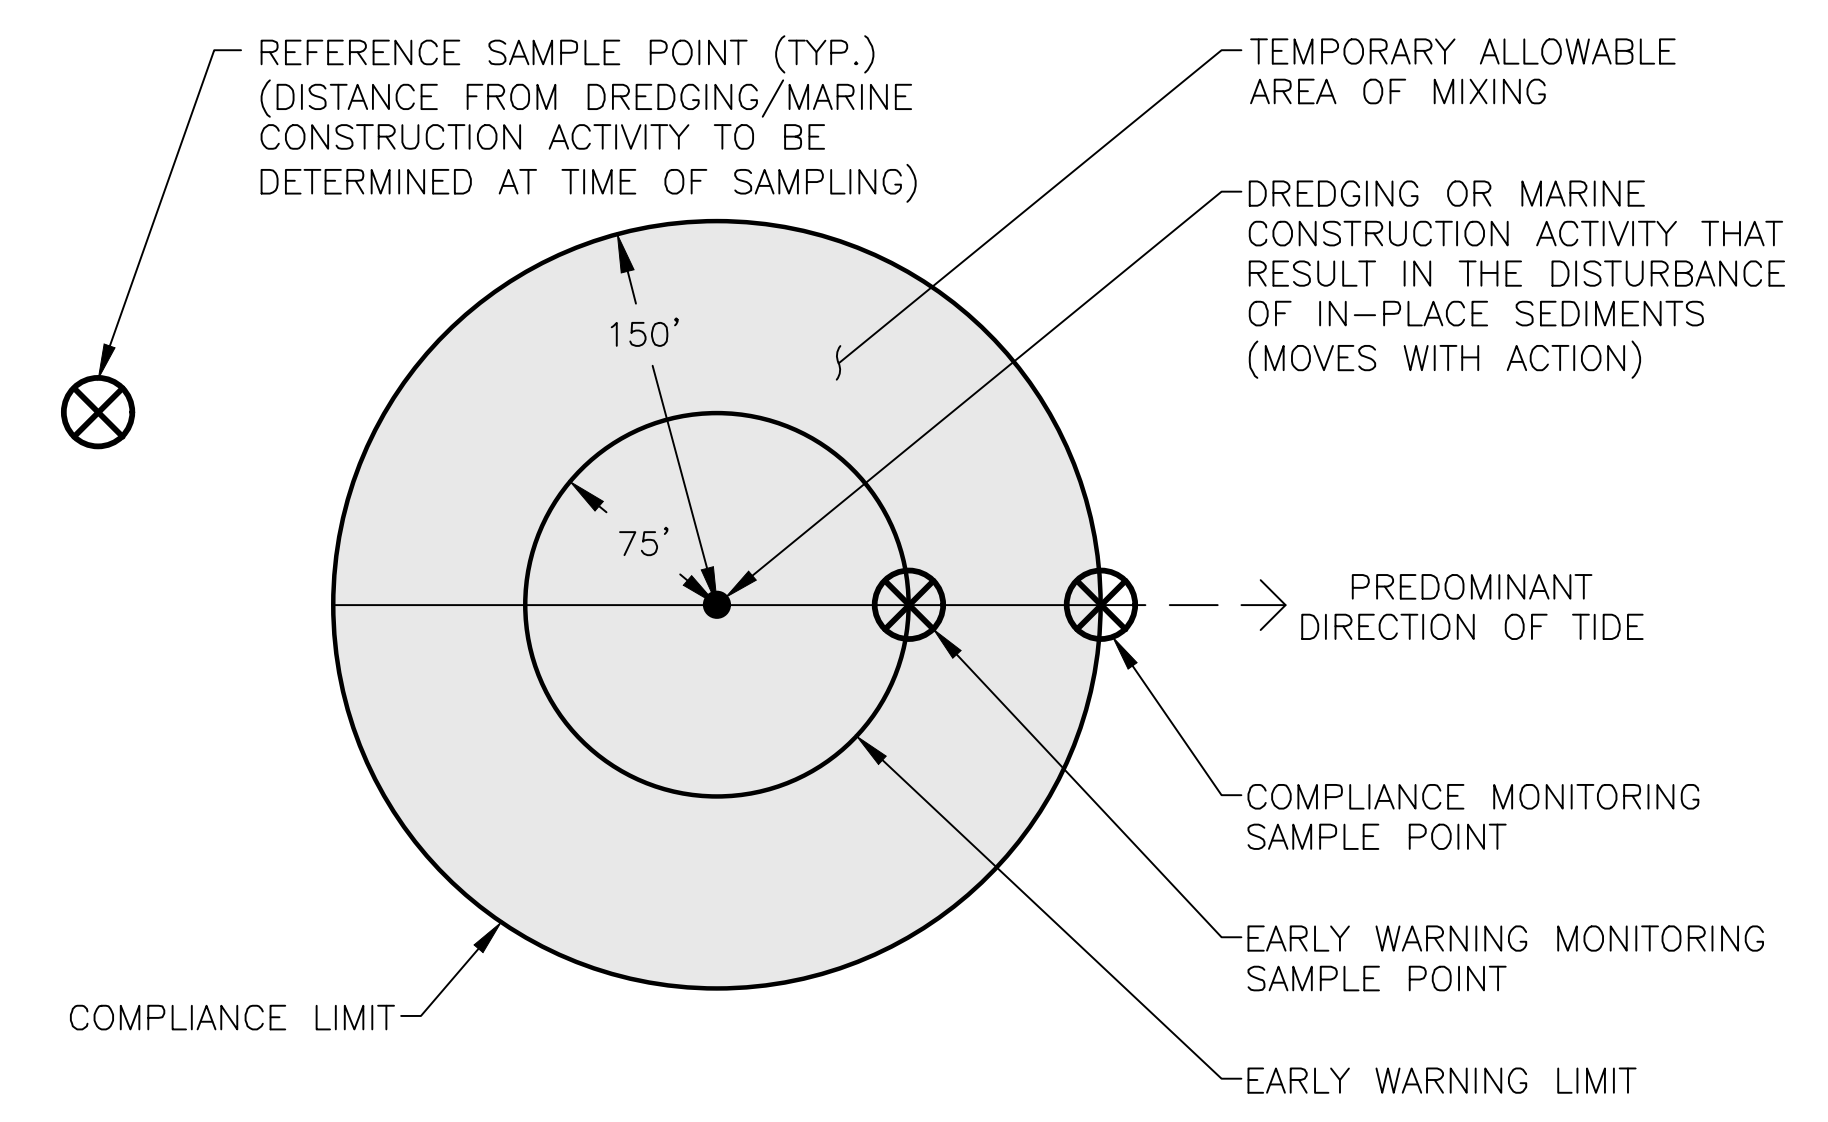 REFERENCE SAMPLE POINT (TYP.)
(DISTANCE FROM DREDGING/MARINE
CONSTRUCTION ACTIVITY TO BE
DETERMINED AT TIME OF SAMPLING)
TEMPORARY ALLOWABLE
AREA OF MIXING
DREDGING OR MARINE
CONSTRUCTION ACTIVITY THAT
RESULT IN THE DISTURBANCE
OF IN-PLACE SEDIMENTS
(MOVES WITH ACTION)
150'
75'
PREDOMINANT
DIRECTION OF TIDE
COMPLIANCE MONITORING
SAMPLE POINT
EARLY WARNING MONITORING
SAMPLE POINT
COMPLIANCE LIMIT
EARLY WARNING LIMIT